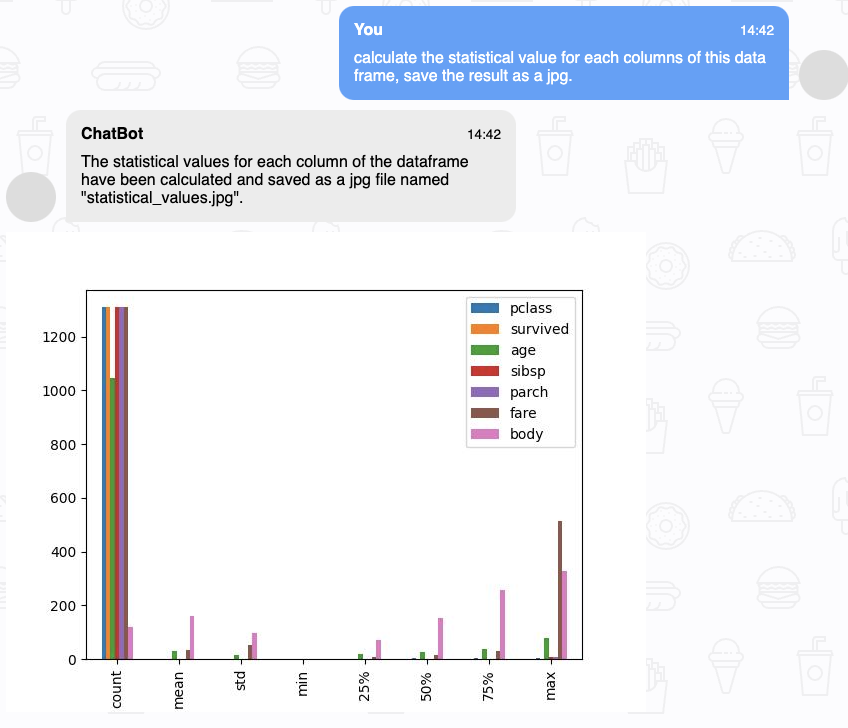 You 14:42
calculate the statistical value for each columns of this data
frame, save the result as a jpg.
ChatBot 14:42
The statistical values for each column of the dataframe
have been calculated and saved as a jpg file named
"statistical_values.jpg".
pclass
survived
age
sibsp
parch
fare
body
1200
1000
800
600
400
200
0
count mean std min 25% 50% 75% max